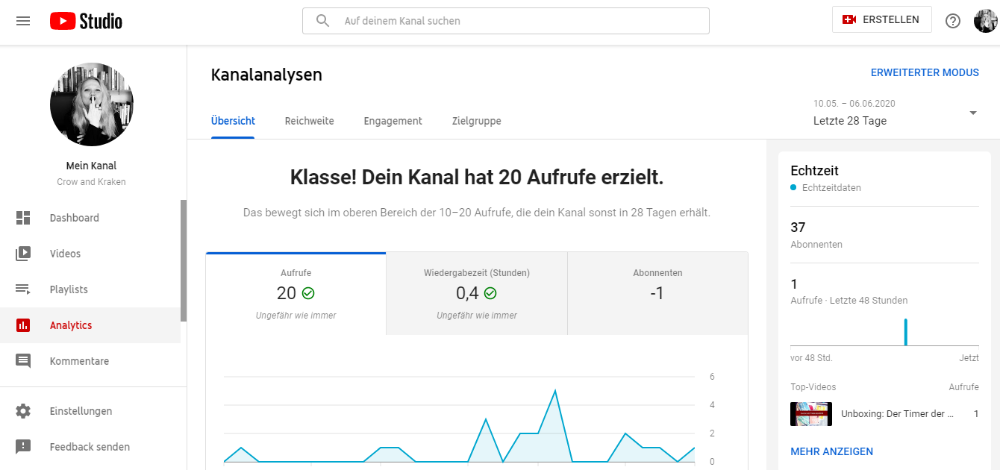 Studio
Auf deinem Kanal suchen
ERSTELLEN
Mein Kanal
Crow and Kraken
Dashboard
Videos
Playlists
Analytics
Kommentare
Einstellungen
Feedback senden
Kanalanalysen
ERWEITERTER MODUS
Übersicht Reichweite Engagement Zielgruppe
10.05. – 06.06.2020
Letzte 28 Tage
Klasse! Dein Kanal hat 20 Aufrufe erzielt.
Das bewegt sich im oberen Bereich der 10–20 Aufrufe, die dein Kanal sonst in 28 Tagen erhält.
Aufrufe
20
Ungefähr wie immer
Wiedergabezeit (Stunden)
0,4
Ungefähr wie immer
Abonnenten
-1
6
4
2
0
Echtzeit
Echtzeitdaten
37
Abonnenten
1
Aufrufe · Letzte 48 Stunden
vor 48 Std. Jetzt
Top-Videos Aufrufe
Unboxing: Der Timer der ... 1
MEHR ANZEIGEN